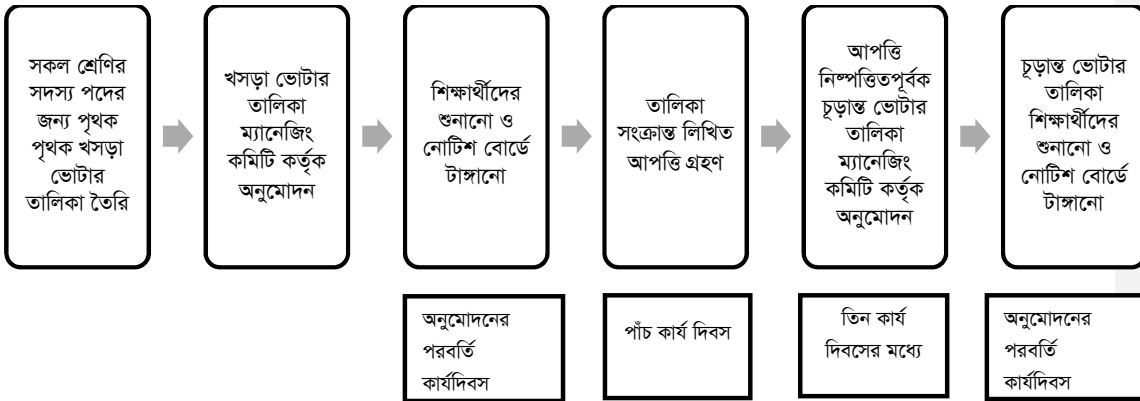 সকল শ্রেণির
সদস্য পদের
জন্য পৃথক
পৃথক খসড়া
ভোটার
তালিকা তৈরি
খসড়া ভোটার
তালিকা
ম্যানেজিং
কমিটি কর্তৃক
অনুমোদন
শিক্ষার্থীদের
শুনানো ও
নোটিশ বোর্ডে
টাঙ্গানো
তালিকা
সংক্রান্ত লিখিত
আপত্তি গ্রহণ
আপত্তি
নিষ্পত্তিতপূর্বক
চূড়ান্ত ভোটার
তালিকা
ম্যানেজিং
কমিটি কর্তৃক
অনুমোদন
চূড়ান্ত ভোটার
তালিকা
শিক্ষার্থীদের
শুনানো ও
নোটিশ বোর্ডে
টাঙ্গানো
অনুমোদনের
পরবর্তি
কার্যদিবস
পাঁচ কার্য দিবস
তিন কার্য
দিবসের মধ্যে
অনুমোদনের
পরবর্তি
কার্যদিবস